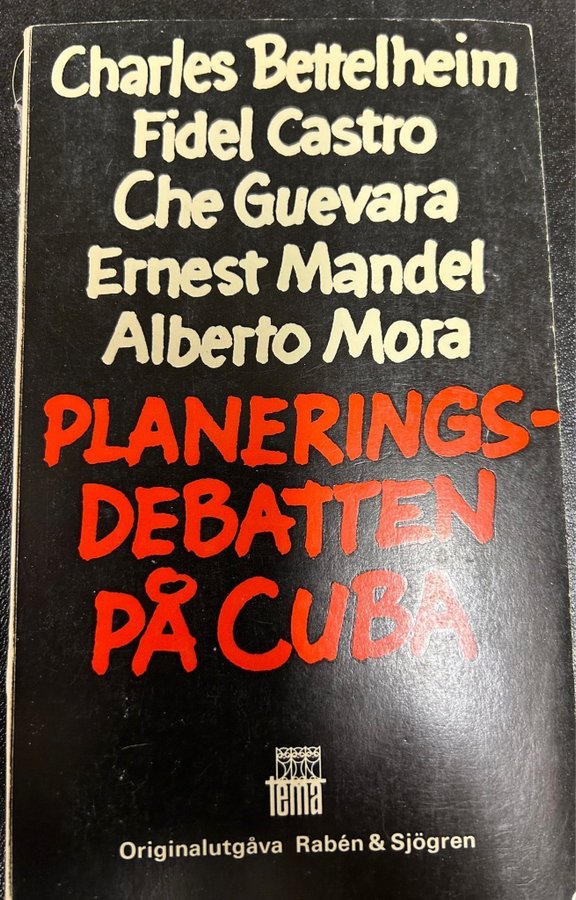 Charles Bettelheim
Fidel Castro
Che Guevara
Ernest Mandel
Alberto Mora
PLANERINGS-
DEBATTEN
PÅ CUBA
tema
Originalutgåva Rabén & Sjögren